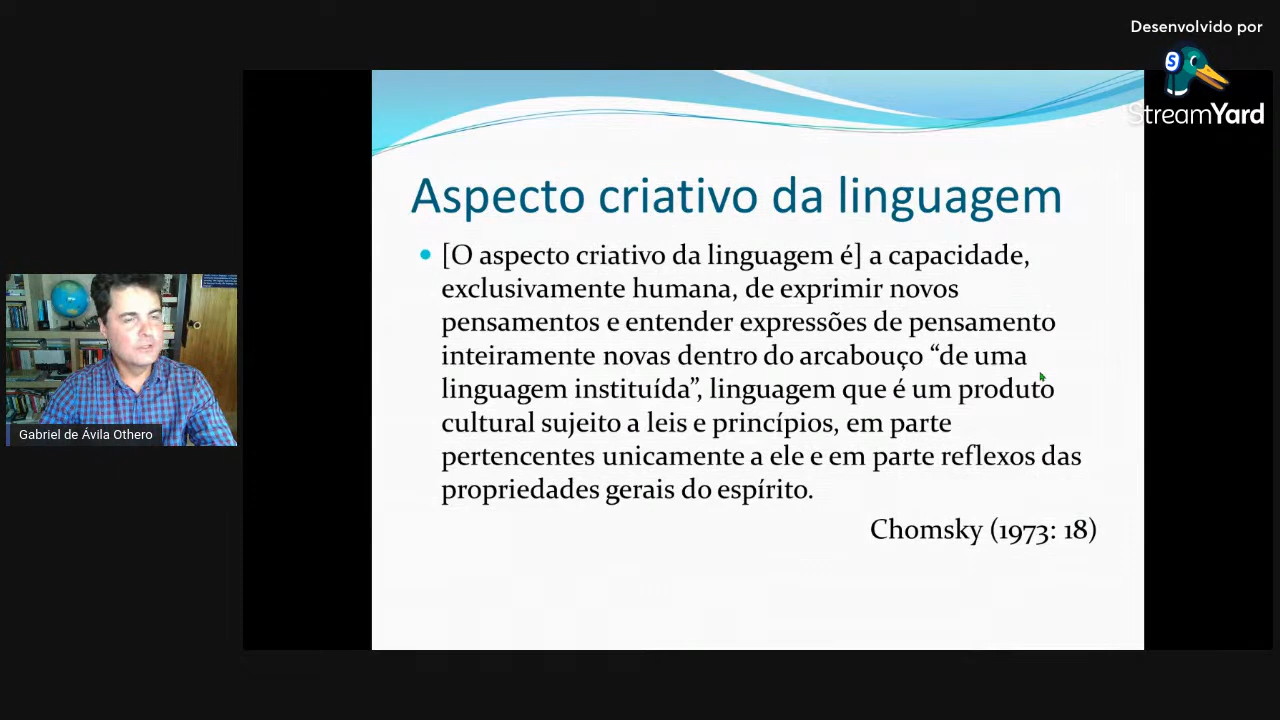 Desenvolvido por
StreamYard
Aspecto criativo da linguagem
[O aspecto criativo da linguagem é] a capacidade,
exclusivamente humana, de exprimir novos
pensamentos e entender expressões de pensamento
inteiramente novas dentro do arcabouço “de uma
linguagem instituída”, linguagem que é um produto
cultural sujeito a leis e princípios, em parte
pertencentes unicamente a ele e em parte reflexos das
propriedades gerais do espírito.
Chomsky (1973: 18)
Gabriel de Ávila Othero